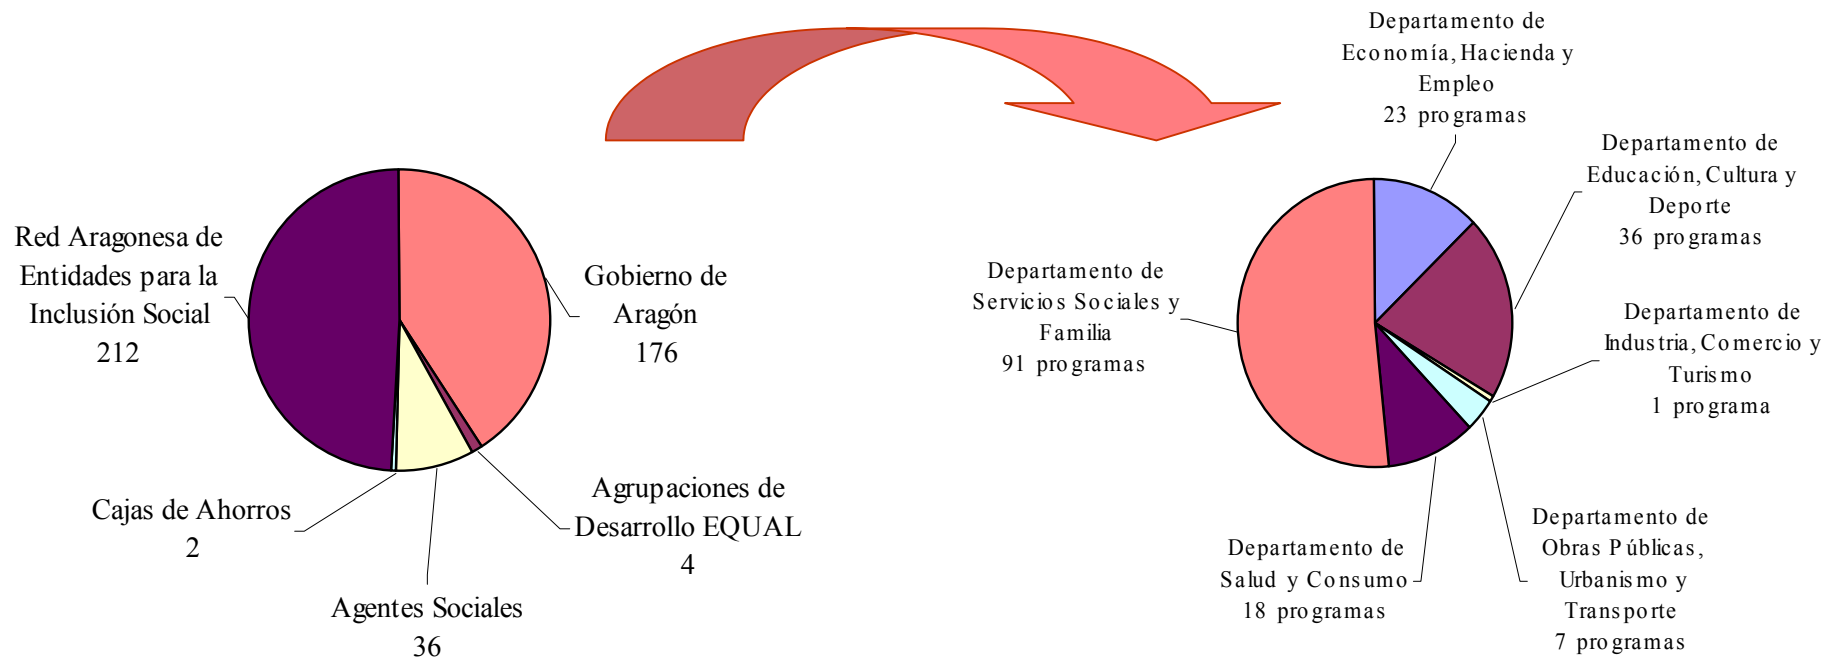 Red Aragonesa de
Entidades para la
Inclusión Social
212
Gobierno de
Aragón
176
Cajas de Ahorros
2
Agentes Sociales
36
Agrupaciones de
Desarrollo EQUAL
4
Departamento de
Economía, Hacienda y
Empleo
23 programas
Departamento de
Educación, Cultura y
Deporte
36 programas
Departamento de
Servicios Sociales y
Familia
91 programas
Departamento de
Industria, Comercio y
Turismo
1 programa
Departamento de
Salud y Consumo
18 programas
Departamento de
Obras Públicas,
Urbanismo y
Transporte
7 programas